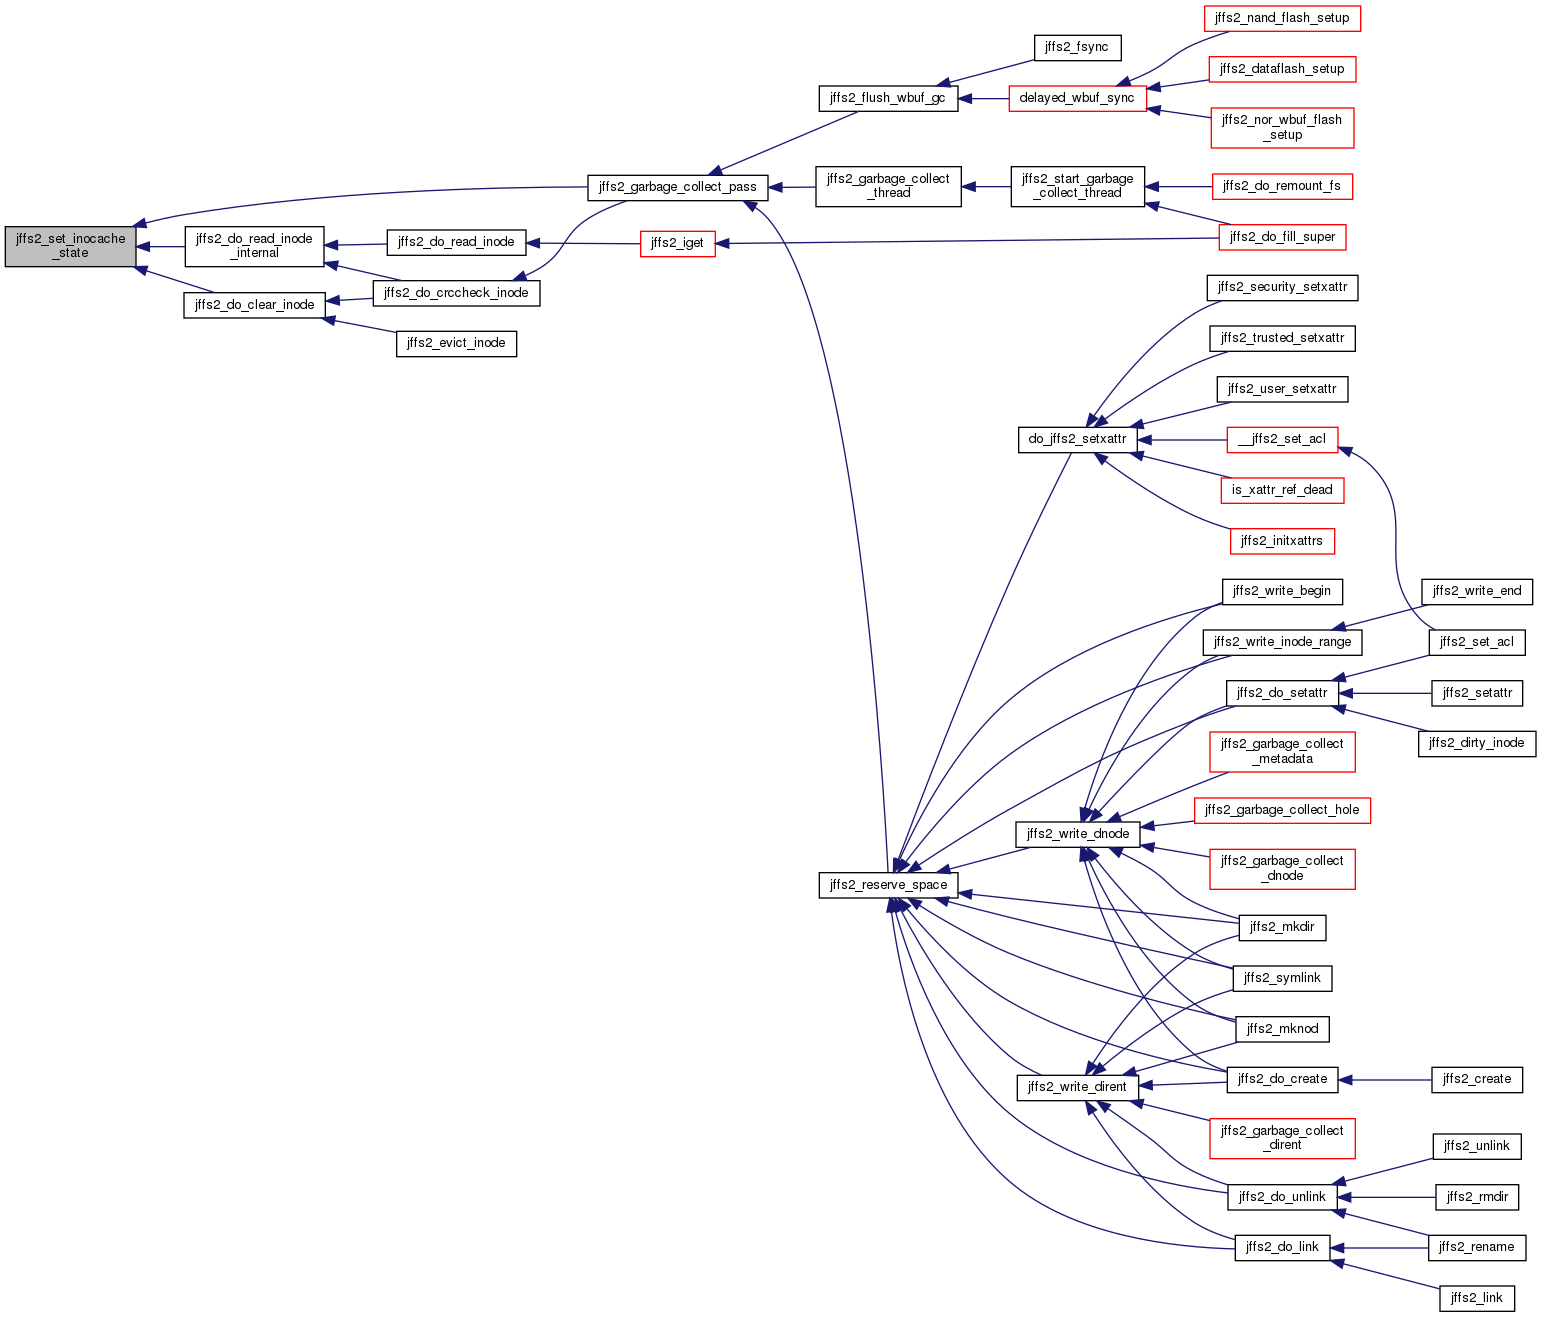 jffs2_nand_flash_setup
jffs2_fsync
jffs2_dataflash_setup
jffs2_flush_wbuf_gc
delayed_wbuf_sync
jffs2_nor_wbuf_flash
_setup
jffs2_garbage_collect_pass
jffs2_garbage_collect
_thread
jffs2_start_garbage
_collect_thread
jffs2_do_remount_fs
jffs2_set_inocache
_state
jffs2_do_read_inode
_internal
jffs2_do_read_inode
jffs2_iget
jffs2_do_fill_super
jffs2_do_clear_inode
jffs2_do_crccheck_inode
jffs2_security_setxattr
jffs2_evict_inode
jffs2_trusted_setxattr
jffs2_user_setxattr
do_jffs2_setxattr
__jffs2_set_acl
is_xattr_ref_dead
jffs2_initxattrs
jffs2_write_begin
jffs2_write_end
jffs2_write_inode_range
jffs2_set_acl
jffs2_do_setattr
jffs2_setattr
jffs2_garbage_collect
_metadata
jffs2_dirty_inode
jffs2_garbage_collect_hole
jffs2_write_dnode
jffs2_garbage_collect
_dnode
jffs2_reserve_space
jffs2_mkdir
jffs2_symlink
jffs2_mknod
jffs2_write_dirent
jffs2_do_create
jffs2_create
jffs2_garbage_collect
_dirent
jffs2_unlink
jffs2_do_unlink
jffs2_rmdir
jffs2_do_link
jffs2_rename
jffs2_link